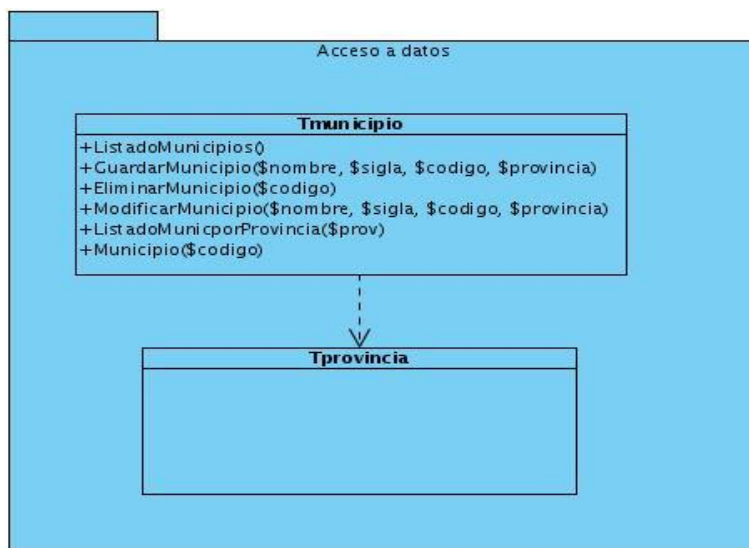 Acceso a datos
Tmunicipio
+ListadoMunicipios()
+GuardarMunicipio($nombre, $sigla, $codigo, $provincia)
+EliminarMunicipio($codigo)
+ModificarMunicipio($nombre, $sigla, $codigo, $provincia)
+ListadoMunicporProvincia($prov)
+Municipio($codigo)
Tprovincia